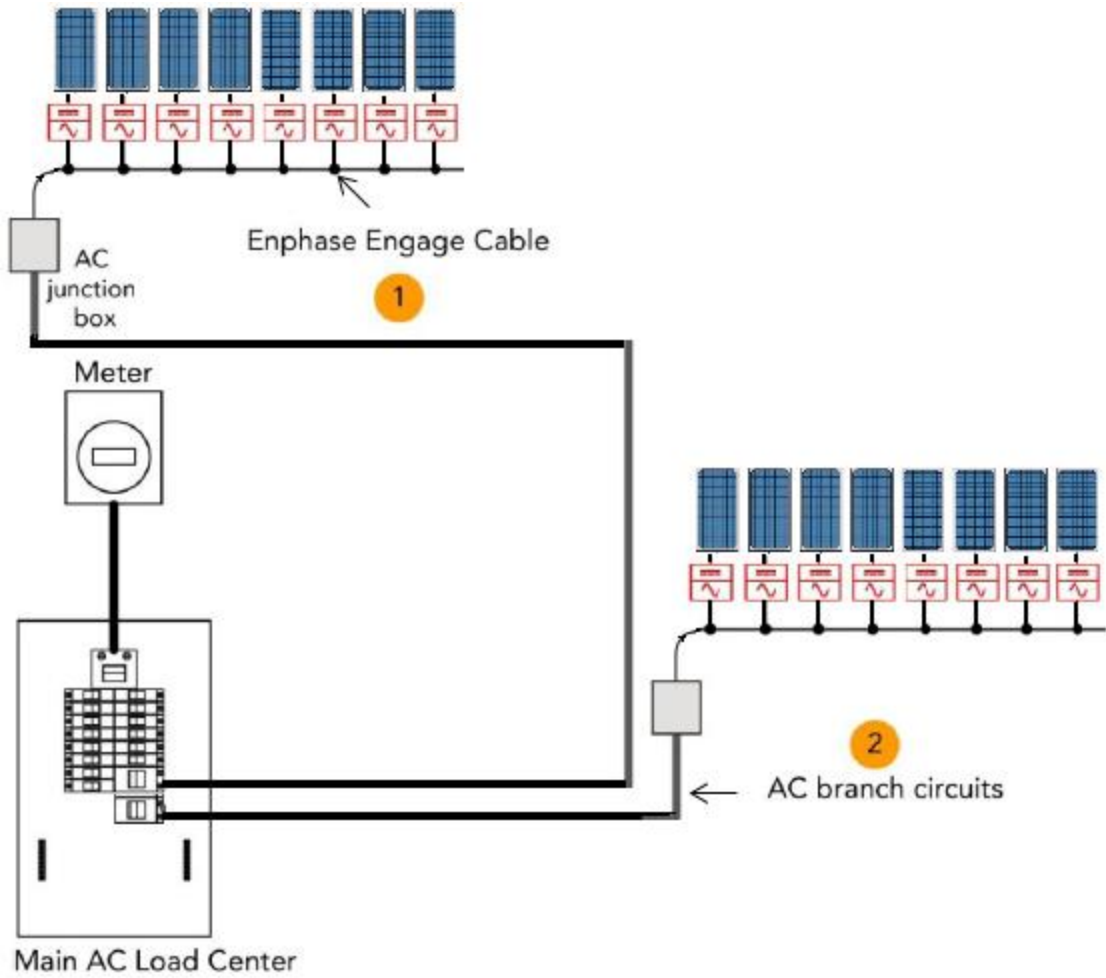 Enphase Engage Cable
AC
junction
box
1
Meter
2
AC branch circuits
Main AC Load Center